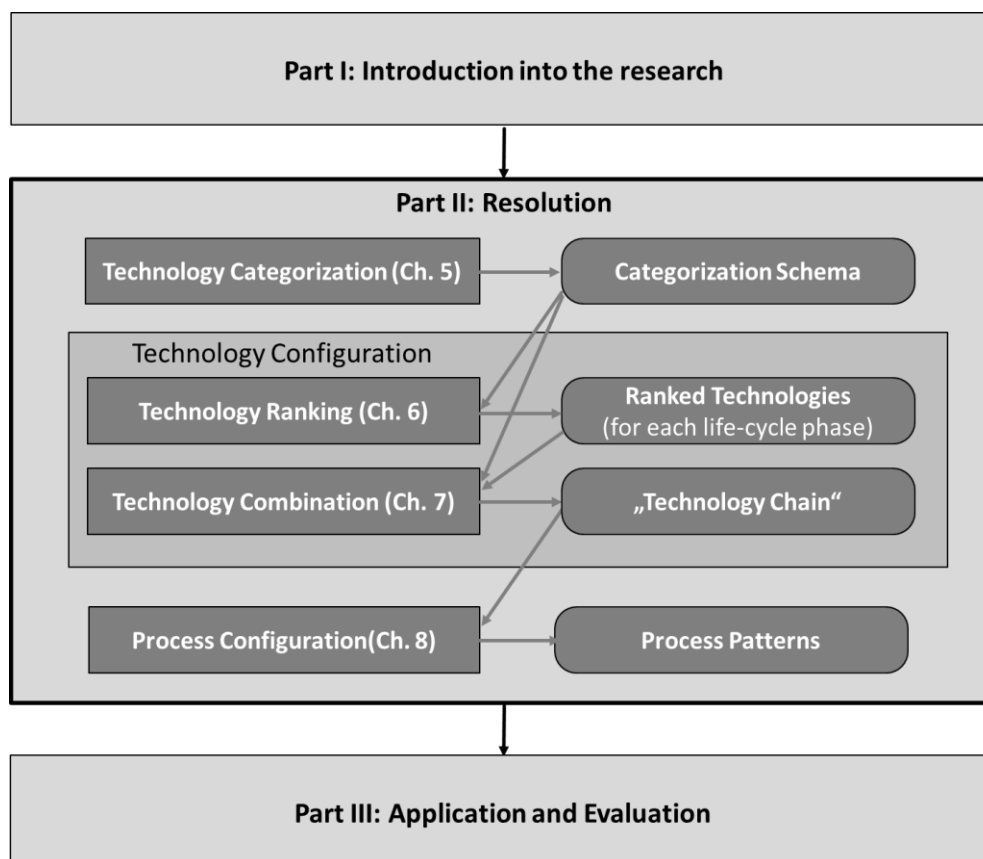 Part I: Introduction into the research
Part II: Resolution
Technology Categorization (Ch. 5)
Categorization Schema
Technology Configuration
Technology Ranking (Ch. 6)
Ranked Technologies
(for each life-cycle phase)
Technology Combination (Ch. 7)
„Technology Chain“
Process Configuration(Ch. 8)
Process Patterns
Part III: Application and Evaluation